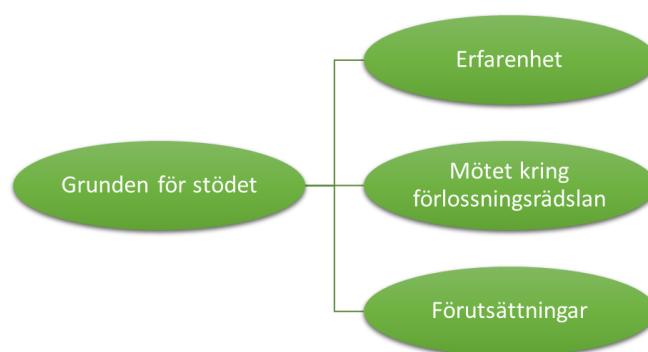 Erfarenhet
Grunden för stödet
Mötet kring
förlossningsrädslan
Förutsättningar